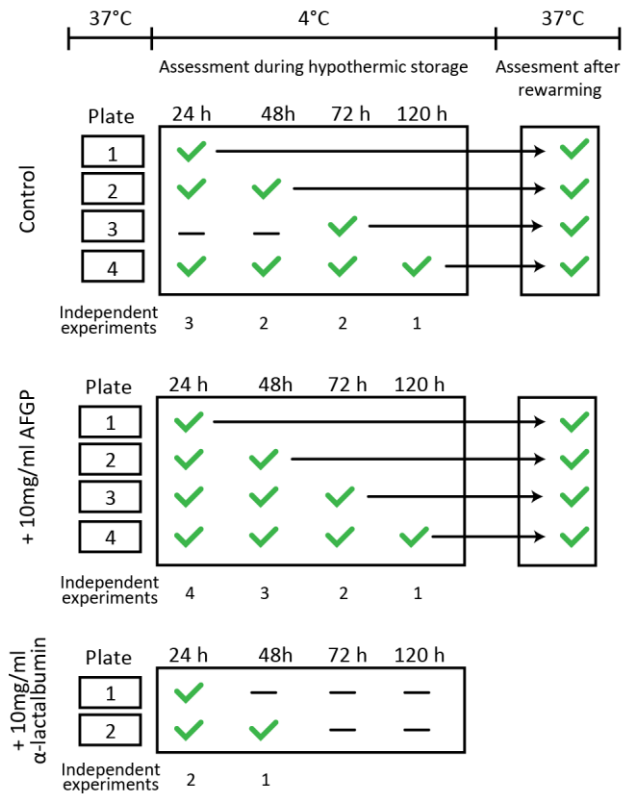 37°C 4°C 37°C
Assessment during hypothermic storage
Assesment after
rewarming
Plate 24 h 48h 72 h 120 h
Control
1
2
3
4
Independent
experiments 3 2 2 1
Plate 24 h 48h 72 h 120 h
+ 10mg/ml AFGP
1
2
3
4
Independent
experiments 4 3 2 1
Plate 24 h 48h 72 h 120 h
+ 10mg/ml
α-lactalbumin
1
2
Independent
experiments 2 1